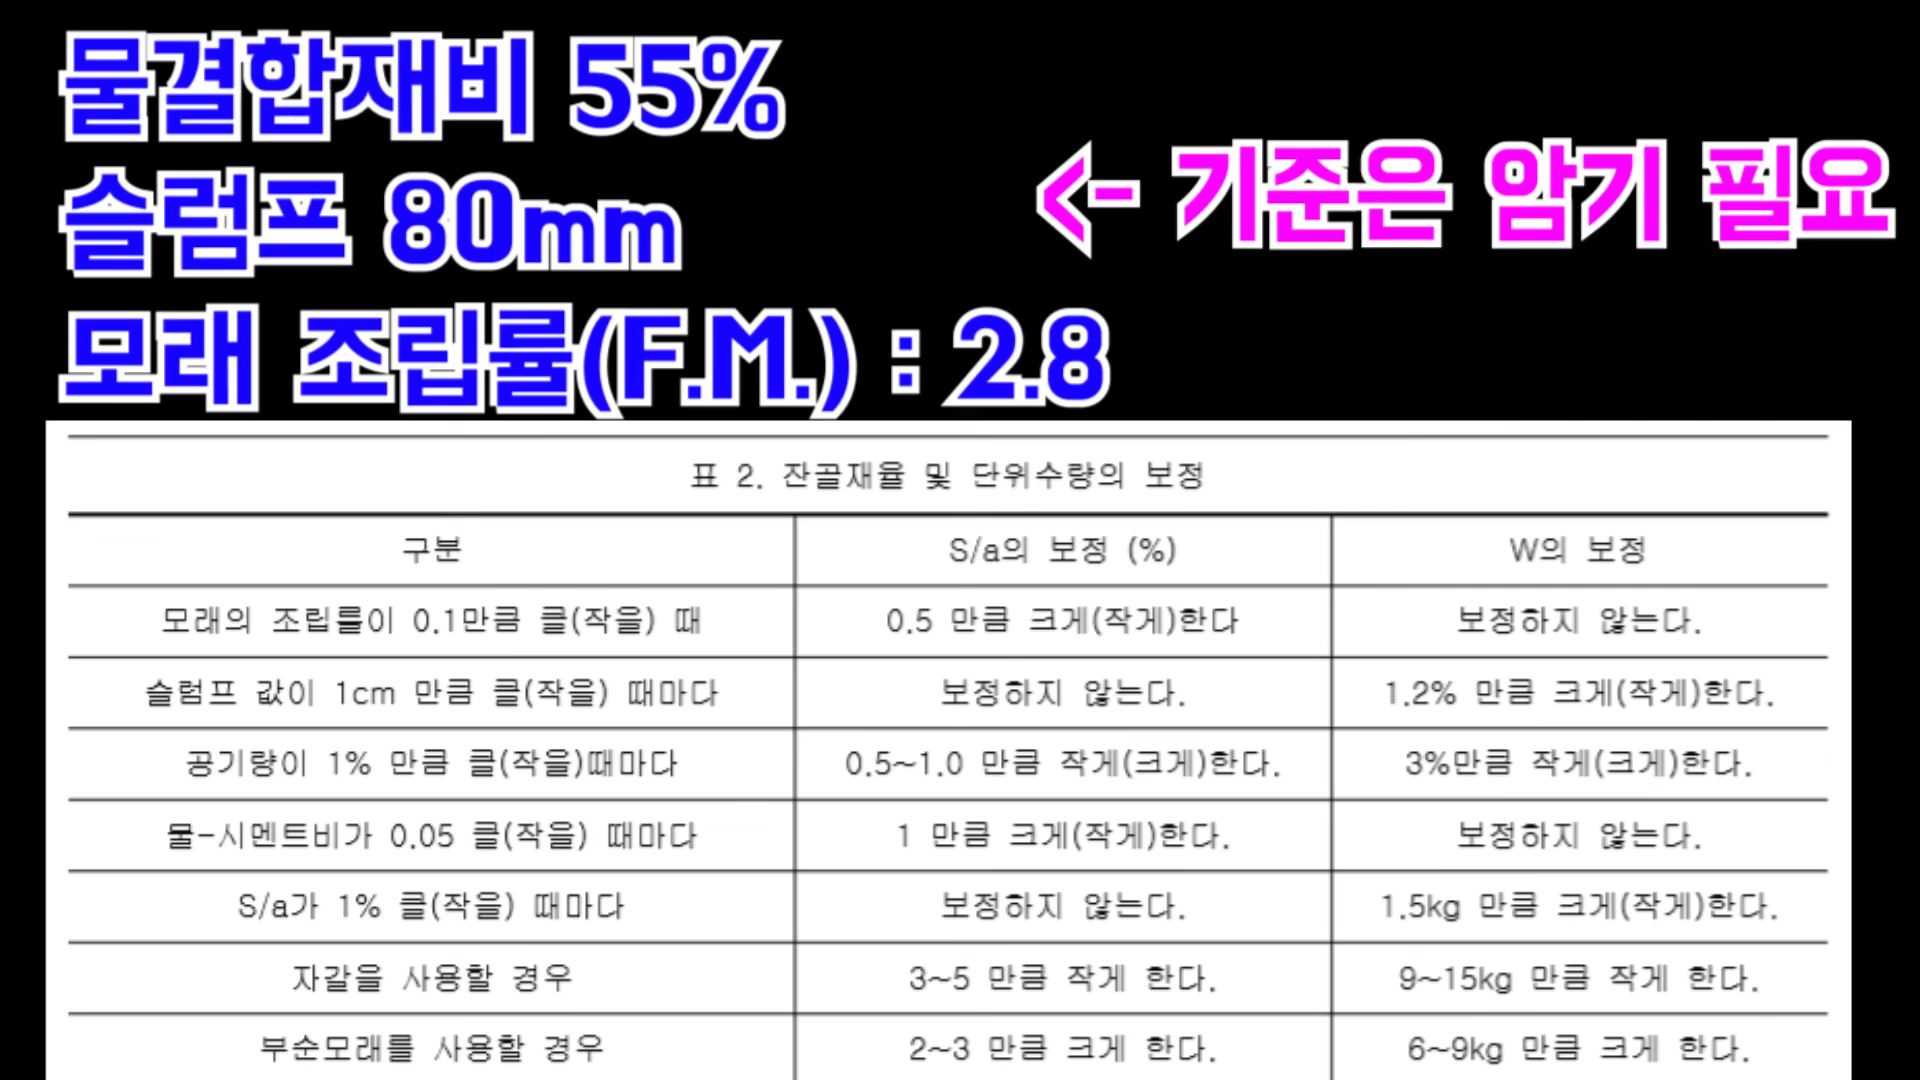 물결합재비 55%
슬럼프 80mm
<- 기준은 암기 필요
모래 조립률(F.M.) : 2.8
표 2. 잔골재율 및 단위수량의 보정
구분 S/a의 보정 (%) W의 보정
모래의 조립률이 0.1만큼 클(작을) 때 0.5 만큼 크게(작게)한다 보정하지 않는다.
슬럼프 값이 1cm 만큼 클(작을) 때마다 보정하지 않는다. 1.2% 만큼 크게(작게)한다.
공기량이 1% 만큼 클(작을)때마다 0.5~1.0 만큼 작게(크게)한다. 3%만큼 작게(크게)한다.
물-시멘트비가 0.05 클(작을) 때마다 1 만큼 크게(작게)한다. 보정하지 않는다.
S/a가 1% 클(작을) 때마다 보정하지 않는다. 1.5kg 만큼 크게(작게)한다.
자갈을 사용할 경우 3~5 만큼 작게 한다. 9~15kg 만큼 작게 한다.
부순모래를 사용할 경우 2~3 만큼 크게 한다. 6~9kg 만큼 크게 한다.